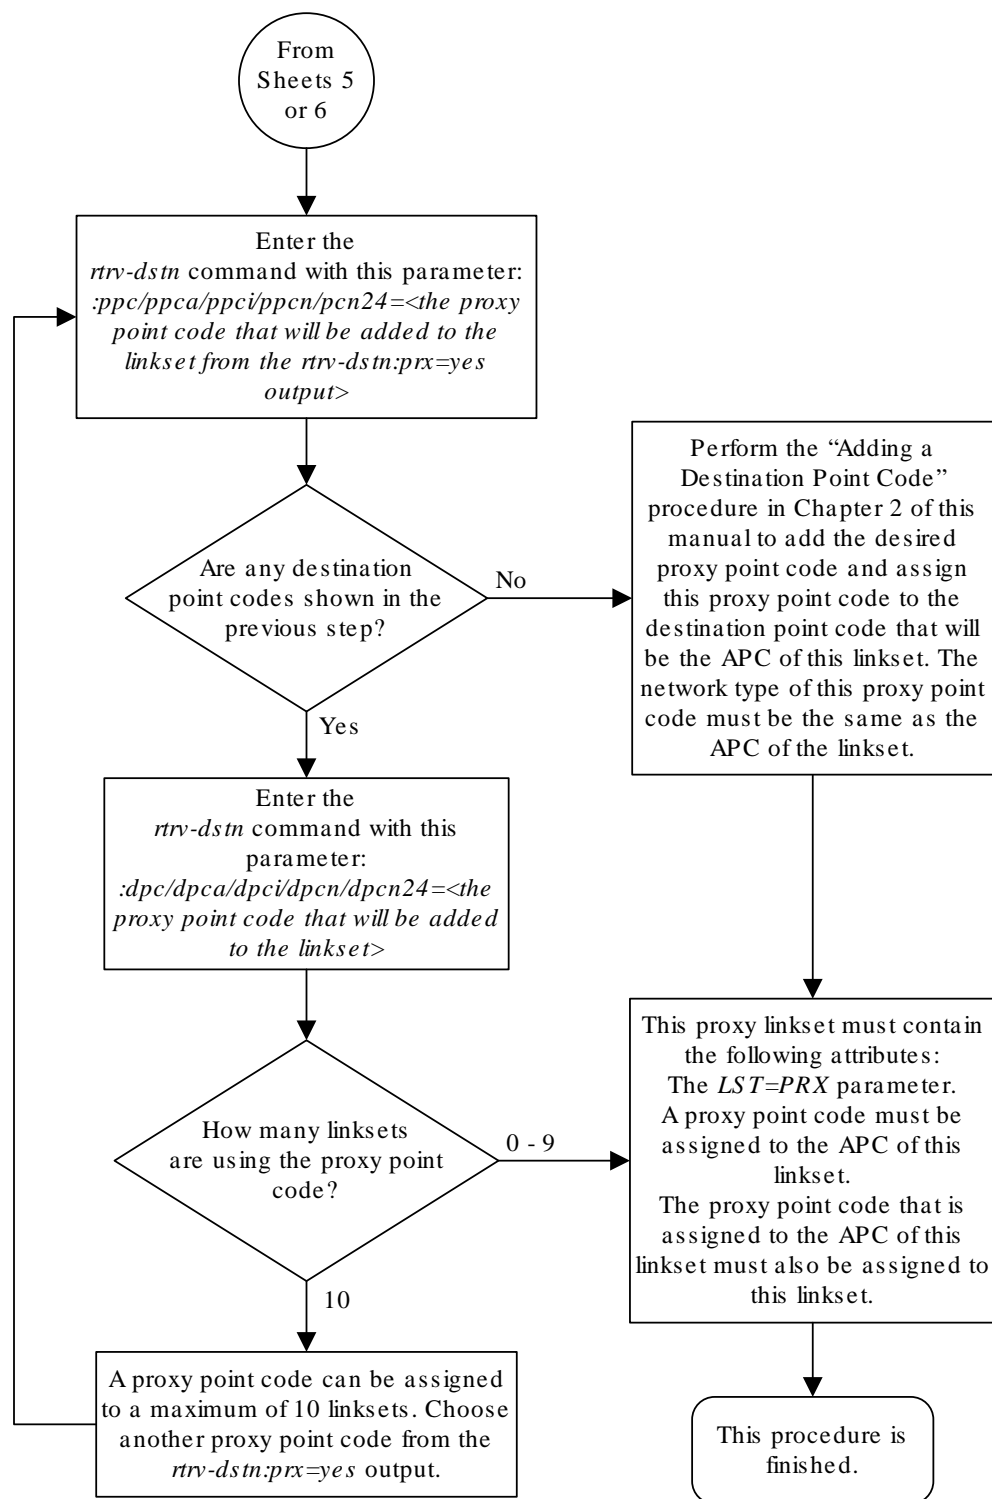 From
Sheets 5
or 6
Enter the
rtrv-dstn command with this parameter:
:ppc/ppca/ppci/ppcn/pcn24=<the proxy
point code that will be added to the
linkset from the rtrv-dstn:prx=yes
output>
Are any destination
point codes shown in the
previous step?
No
Yes
Perform the “Adding a
Destination Point Code”
procedure in Chapter 2 of this
manual to add the desired
proxy point code and assign
this proxy point code to the
destination point code that will
be the APC of this linkset. The
network type of this proxy point
code must be the same as the
APC of the linkset.
Enter the
rtrv-dstn command with this
parameter:
:dpc/dpca/dpci/dpcn/dpcn24=<the
proxy point code that will be added
to the linkset>
How many linksets
are using the proxy point
code?
0 - 9
10
This proxy linkset must contain
the following attributes:
The LST=PRX parameter.
A proxy point code must be
assigned to the APC of this
linkset.
The proxy point code that is
assigned to the APC of this
linkset must also be assigned to
this linkset.
A proxy point code can be assigned
to a maximum of 10 linksets. Choose
another proxy point code from the
rtrv-dstn:prx=yes output.
This procedure is
finished.